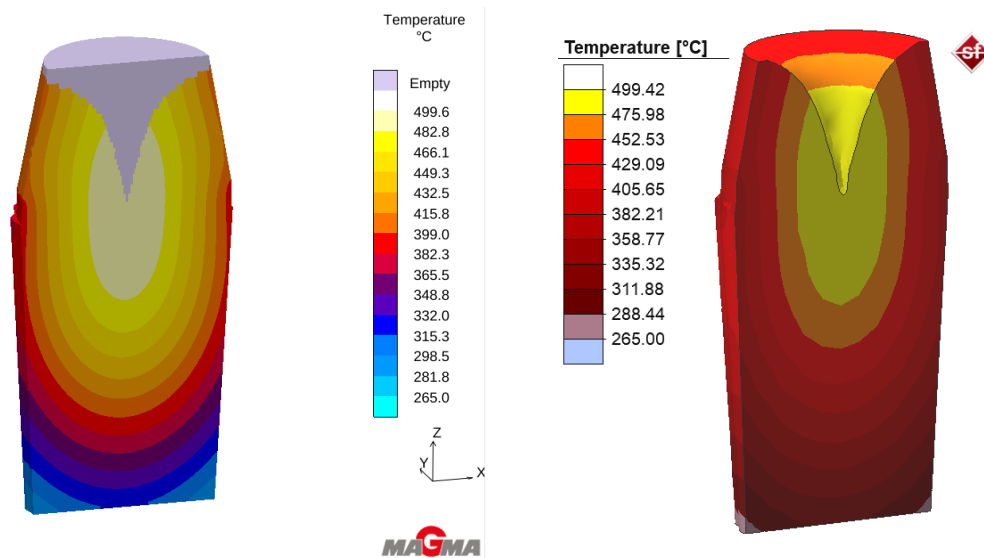 Temperature
°C
Empty
499.6
482.8
466.1
449.3
432.5
415.8
399.0
382.3
365.5
348.8
332.0
315.3
298.5
281.8
265.0
Z
Y
X
MAGMA
Temperature [°C]
499.42
475.98
452.53
429.09
405.65
382.21
358.77
335.32
311.88
288.44
265.00
sf